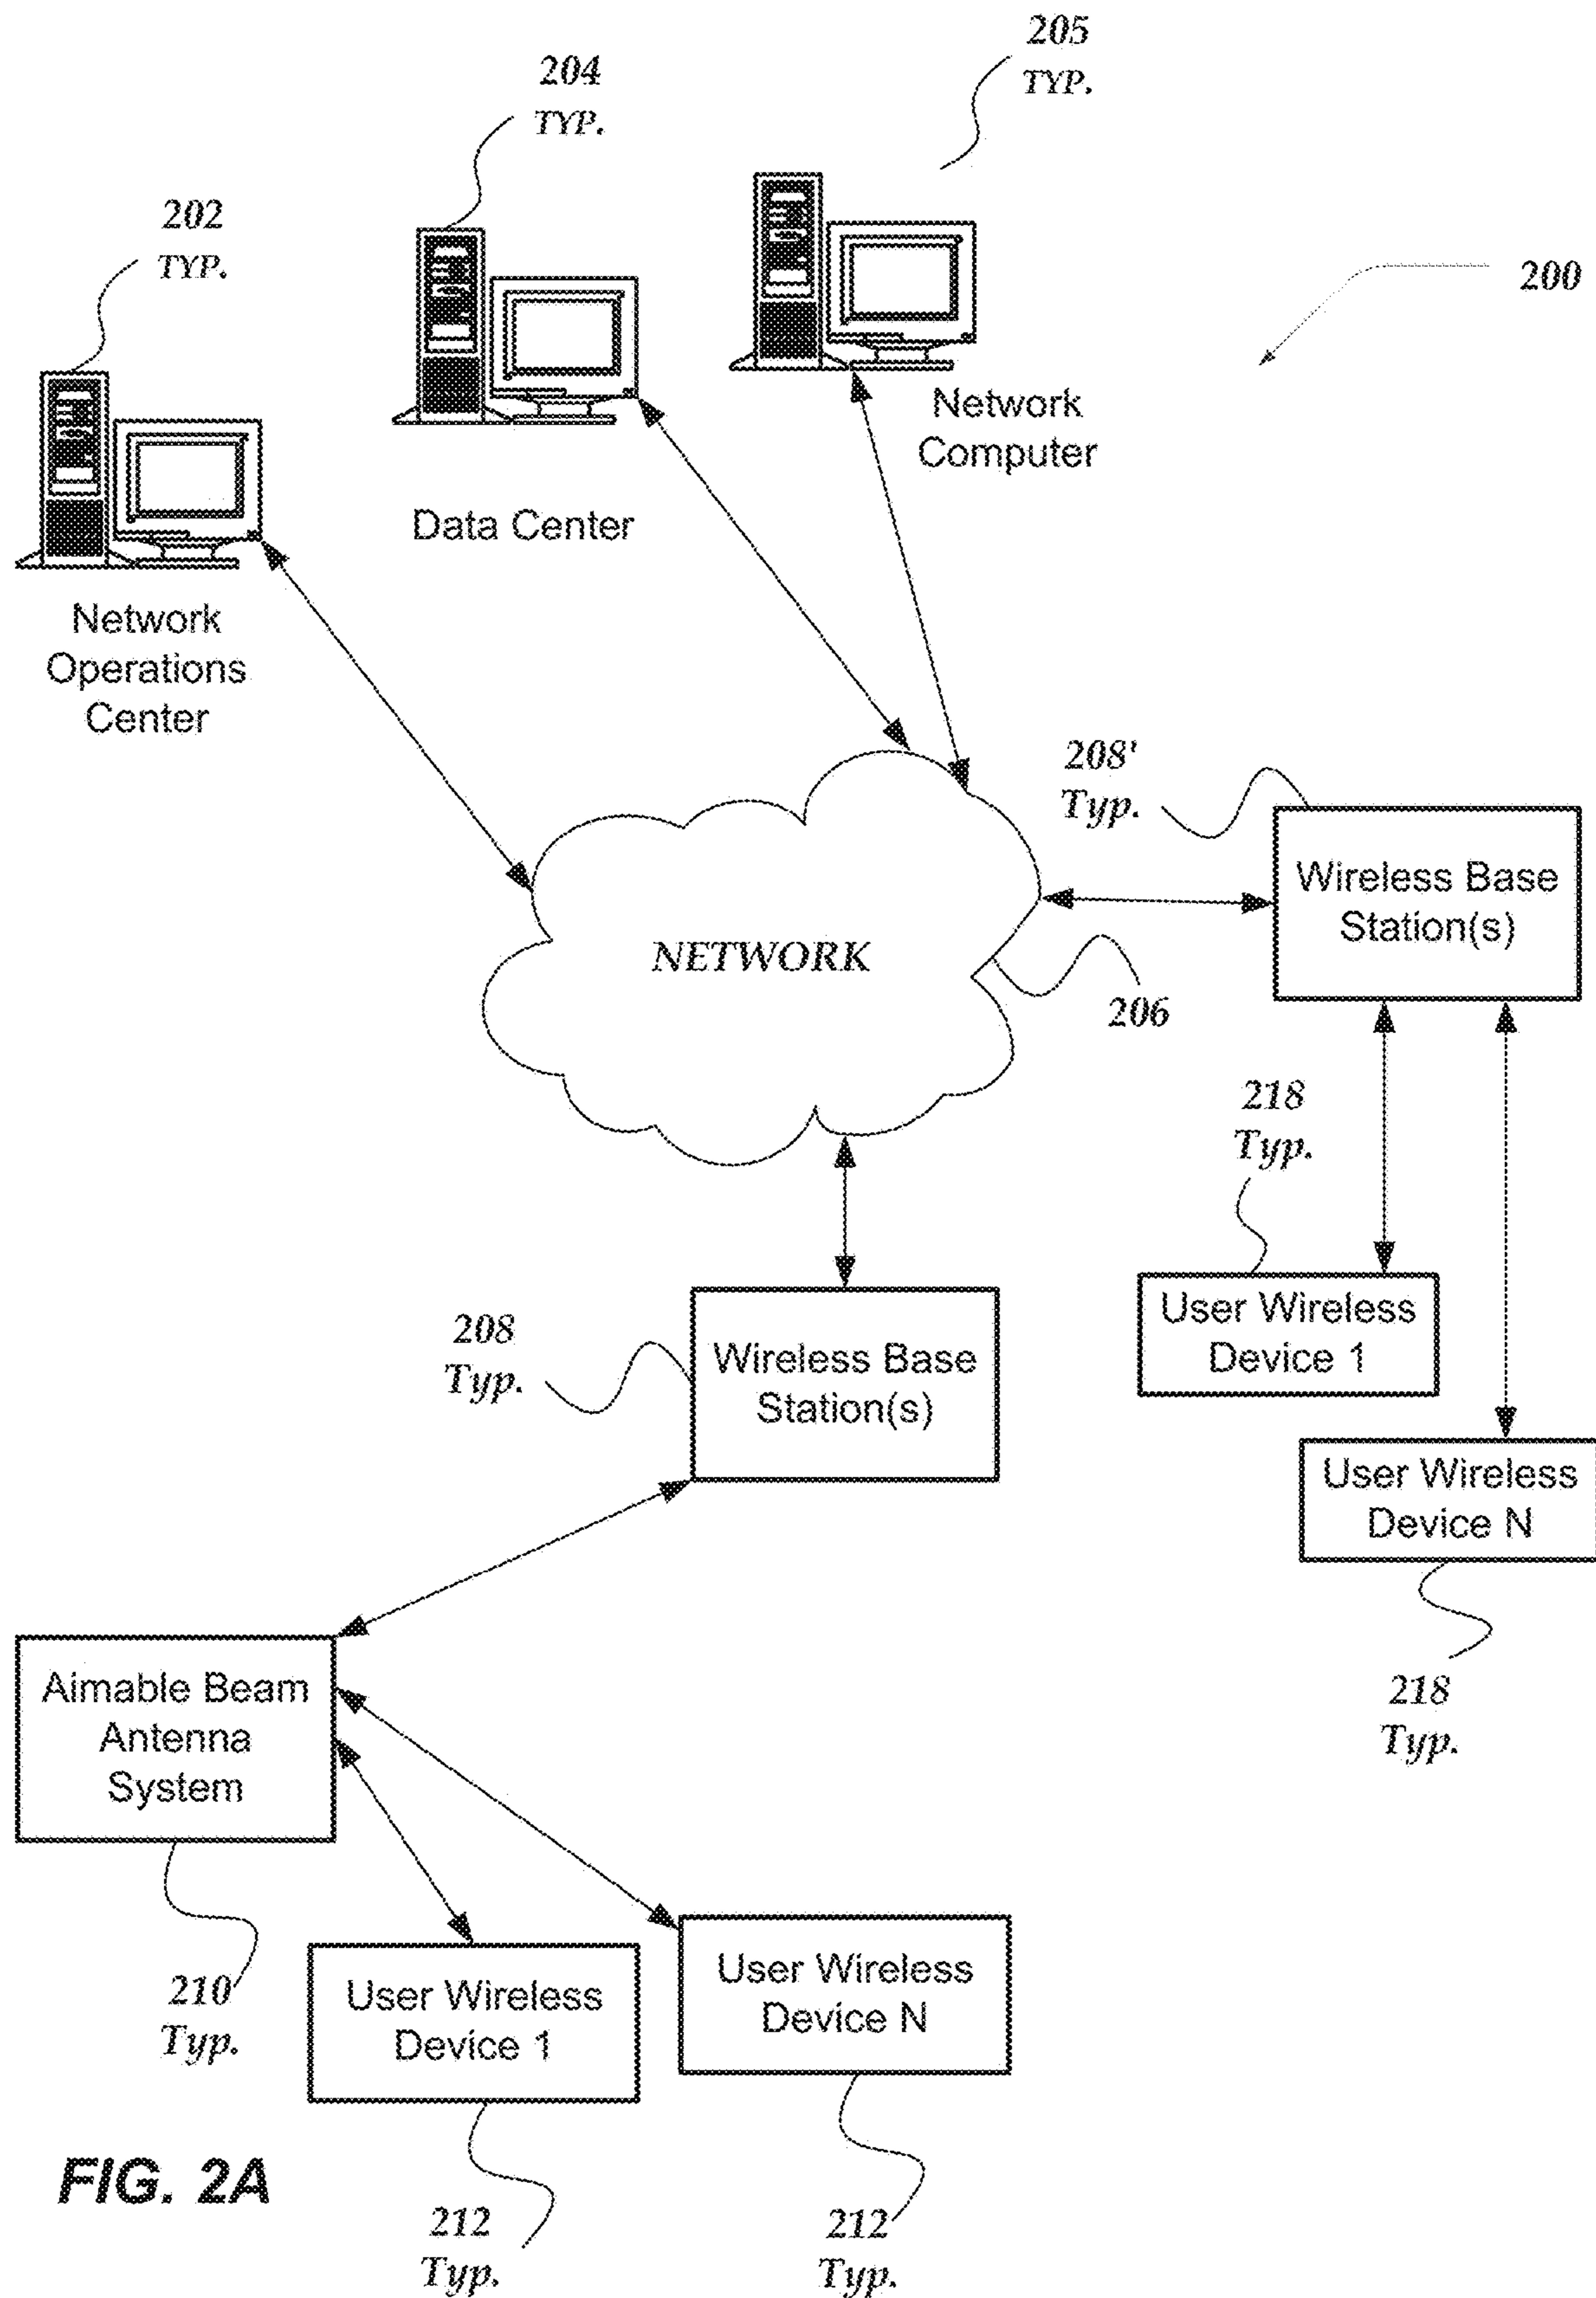 205
TYP.
204
TYP.
202
TYP.
200
Network
Computer
Data Center
Network
Operations
Center
208'
Typ.
Wireless Base
Station(s)
NETWORK
206
218
Typ.
User Wireless
Device 1
208
Typ.
Wireless Base
Station(s)
User Wireless
Device N
218
Typ.
Aimable Beam
Antenna
System
210
Typ.
User Wireless
Device 1
User Wireless
Device N
FIG. 2A
212
Typ.
212
Typ.